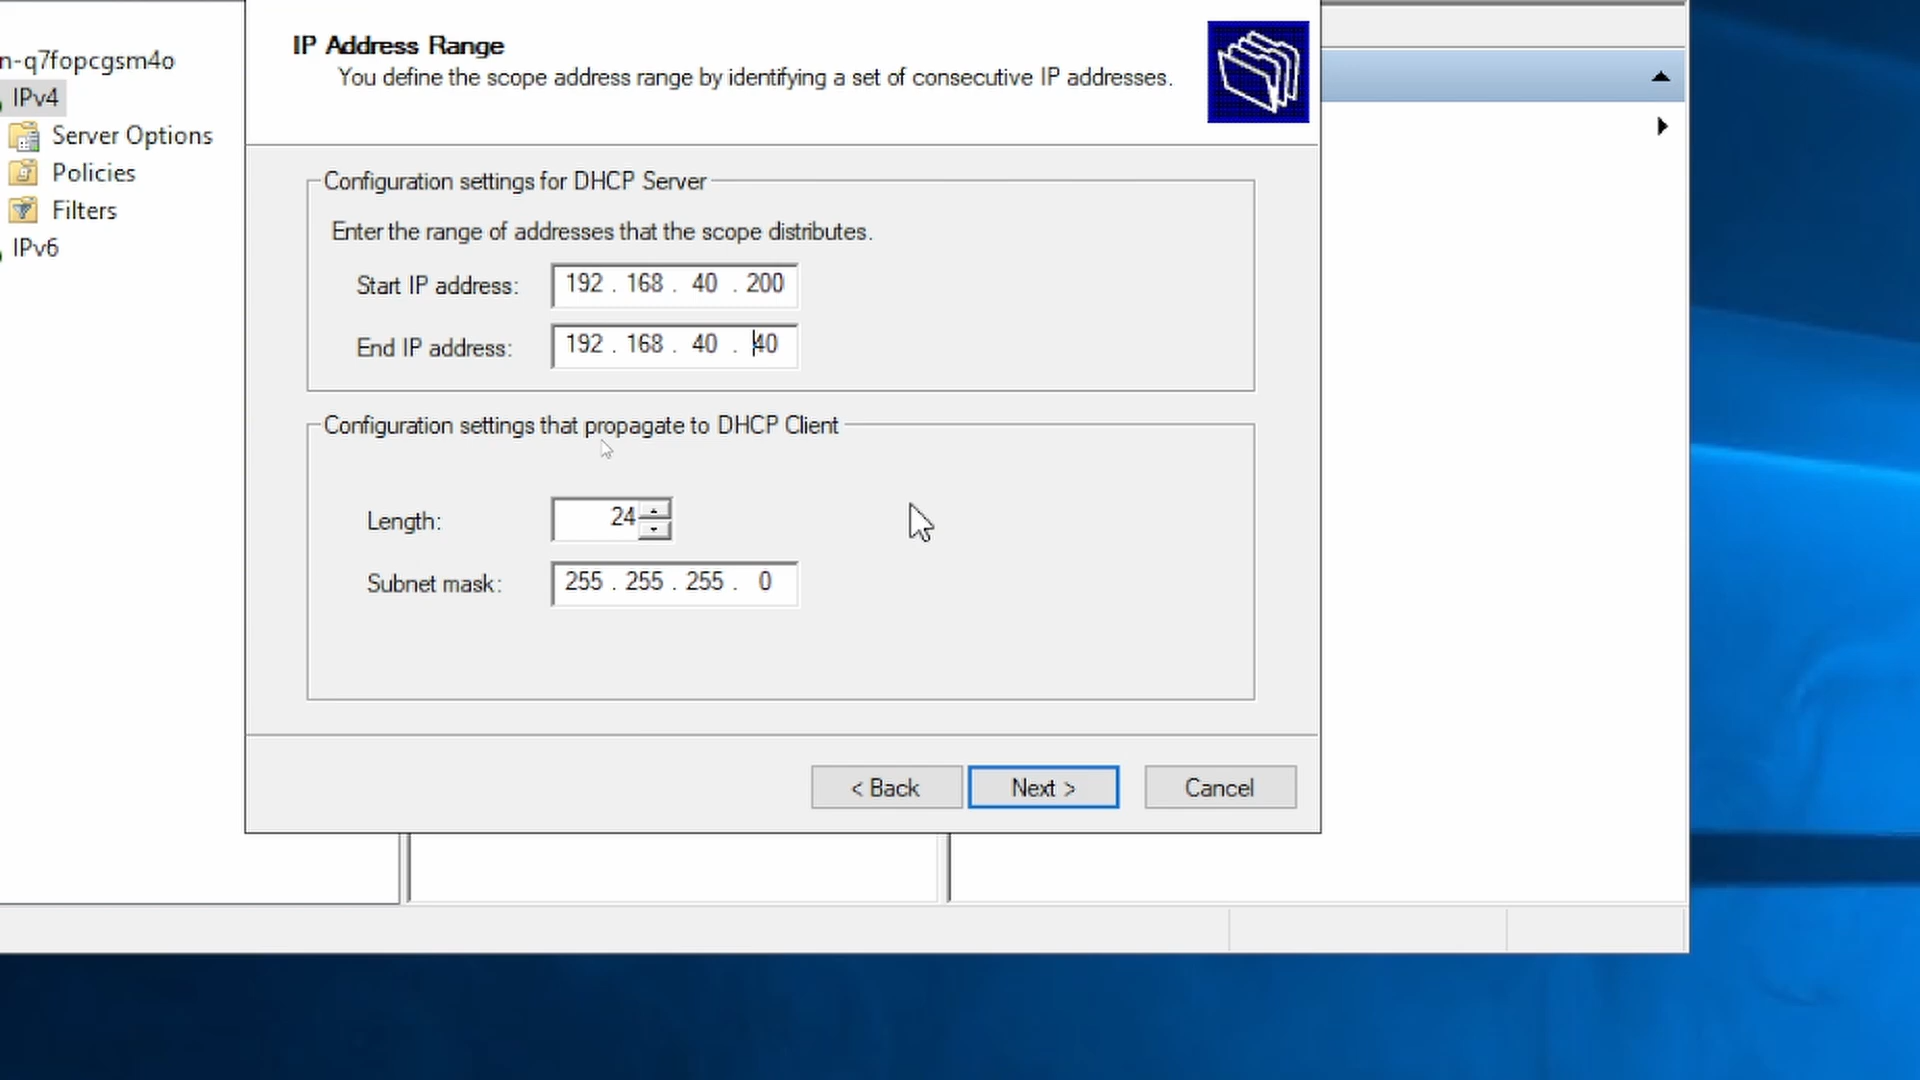 n-q7fopcgsm4o
IPv4
Server Options
Policies
Filters
IPv6
IP Address Range
You define the scope address range by identifying a set of consecutive IP addresses.
Configuration settings for DHCP Server
Enter the range of addresses that the scope distributes.
Start IP address: 192 . 168 . 40 . 200
End IP address: 192 . 168 . 40 . 40
Configuration settings that propagate to DHCP Client
Length: 24
Subnet mask: 255 . 255 . 255 . 0
< Back Next > Cancel